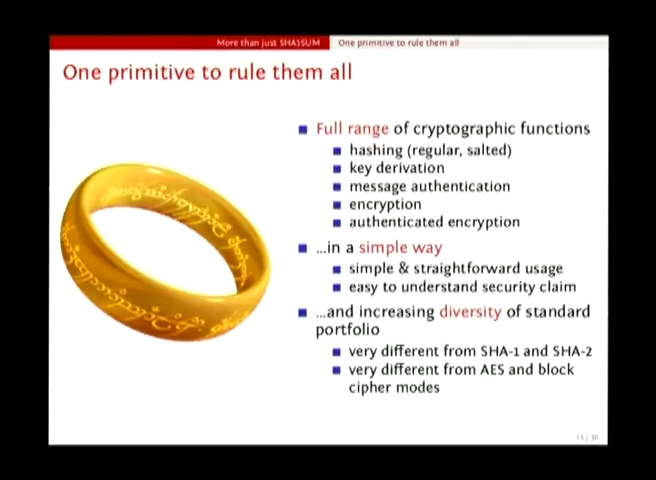 More than just SHA3SUM One primitive to rule them all
One primitive to rule them all
Full range of cryptographic functions
hashing (regular, salted)
key derivation
message authentication
encryption
authenticated encryption
...in a simple way
simple & straightforward usage
easy to understand security claim
...and increasing diversity of standard
portfolio
very different from SHA-1 and SHA-2
very different from AES and block
cipher modes